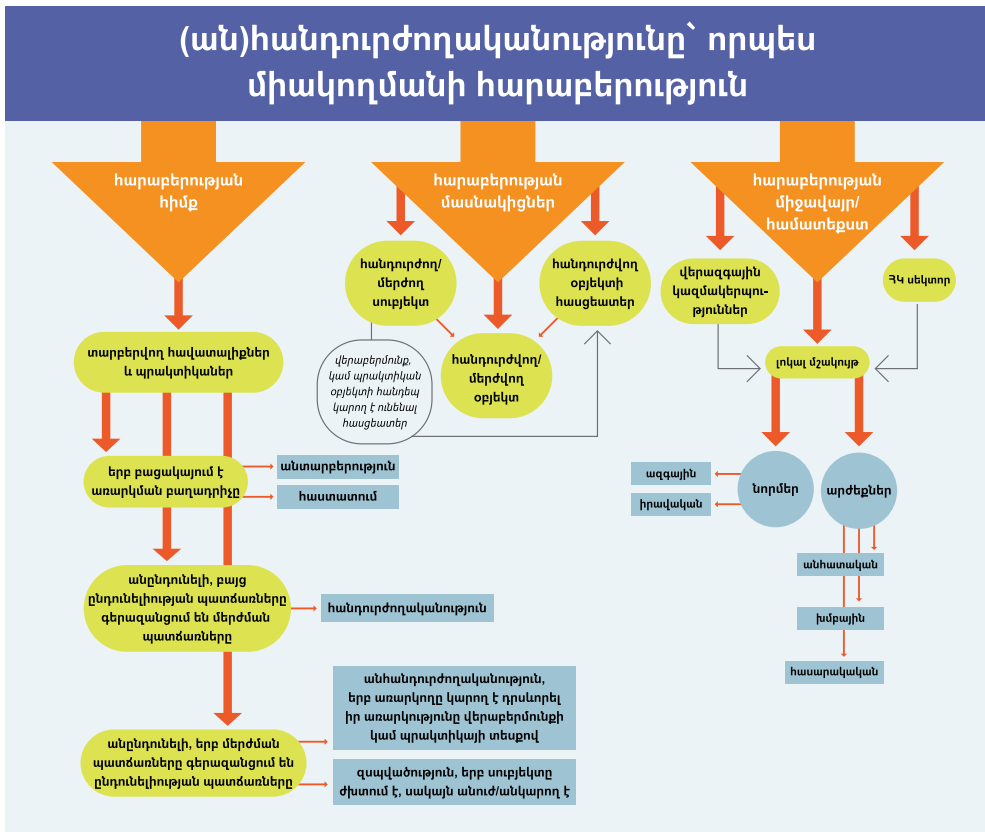 (ան)հանդուրժողականությունը` որպես
միակողմանի հարաբերություն
հարաբերության
հիմք
տարբերվող հավատալիքներ
և պրակտիկաներ
երբ բացակայում է
առարկման բաղադրիչը
անտարբերություն
հաստատում
անընդունելի, բայց
ընդունելիության պատճառները
գերազանցում են մերժման
պատճառները
հանդուրժողականություն
անընդունելի, երբ մերժման
պատճառները գերազանցում են
ընդունելիության պատճառները
անհանդուրժողականություն,
երբ առարկողը կարող է դրսևորել
իր առարկությունը վերաբերմունքի
կամ պրակտիկայի տեսքով
զսպվածություն, երբ սուբյեկտը
ժխտում է, սակայն անուժ/անկարող է
հարաբերության
մասնակիցներ
հանդուրժող/
մերժող
սուբյեկտ
հանդուրժվող
օբյեկտի
հասցեատեր
վերաբերմունք,
կամ պրակտիկան
օբյեկտի հանդեպ
կարող է ունենալ
հասցեատեր
հանդուրժվող/
մերժվող
օբյեկտ
հարաբերության
միջավայր/
համատեքստ
վերազգային
կազմակերպու-
թյուններ
ՀԿ սեկտոր
լոկալ մշակույթ
նորմեր
արժեքներ
ազգային
իրավական
անհատական
խմբային
հասարակական